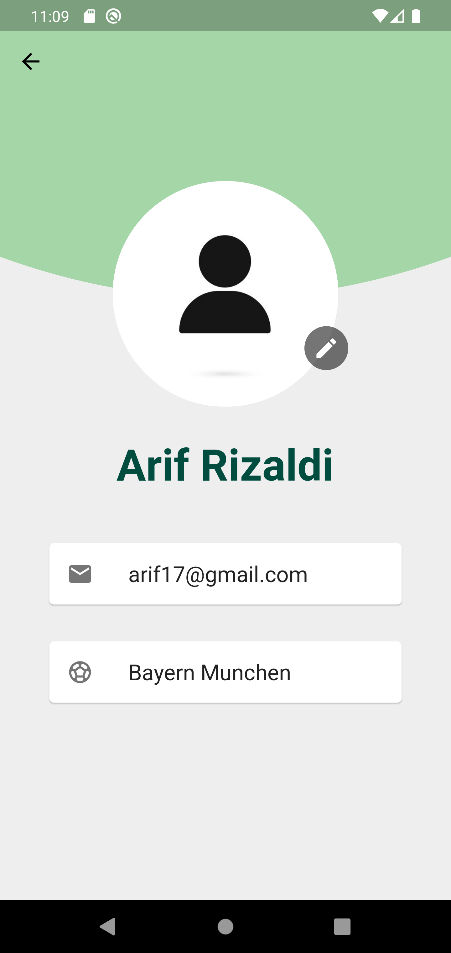 11:09
Arif Rizaldi
arif17@gmail.com
Bayern Munchen